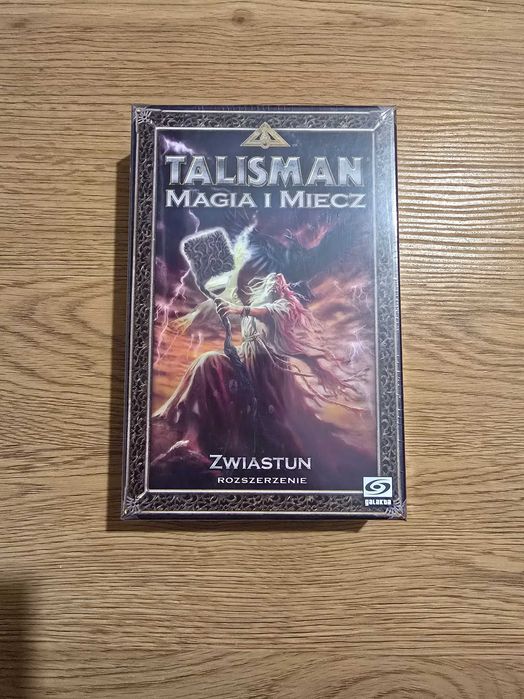 TALISMAN
MAGIA I MIECZ
ZWIASTUN
ROZSZERZENIE
galakta